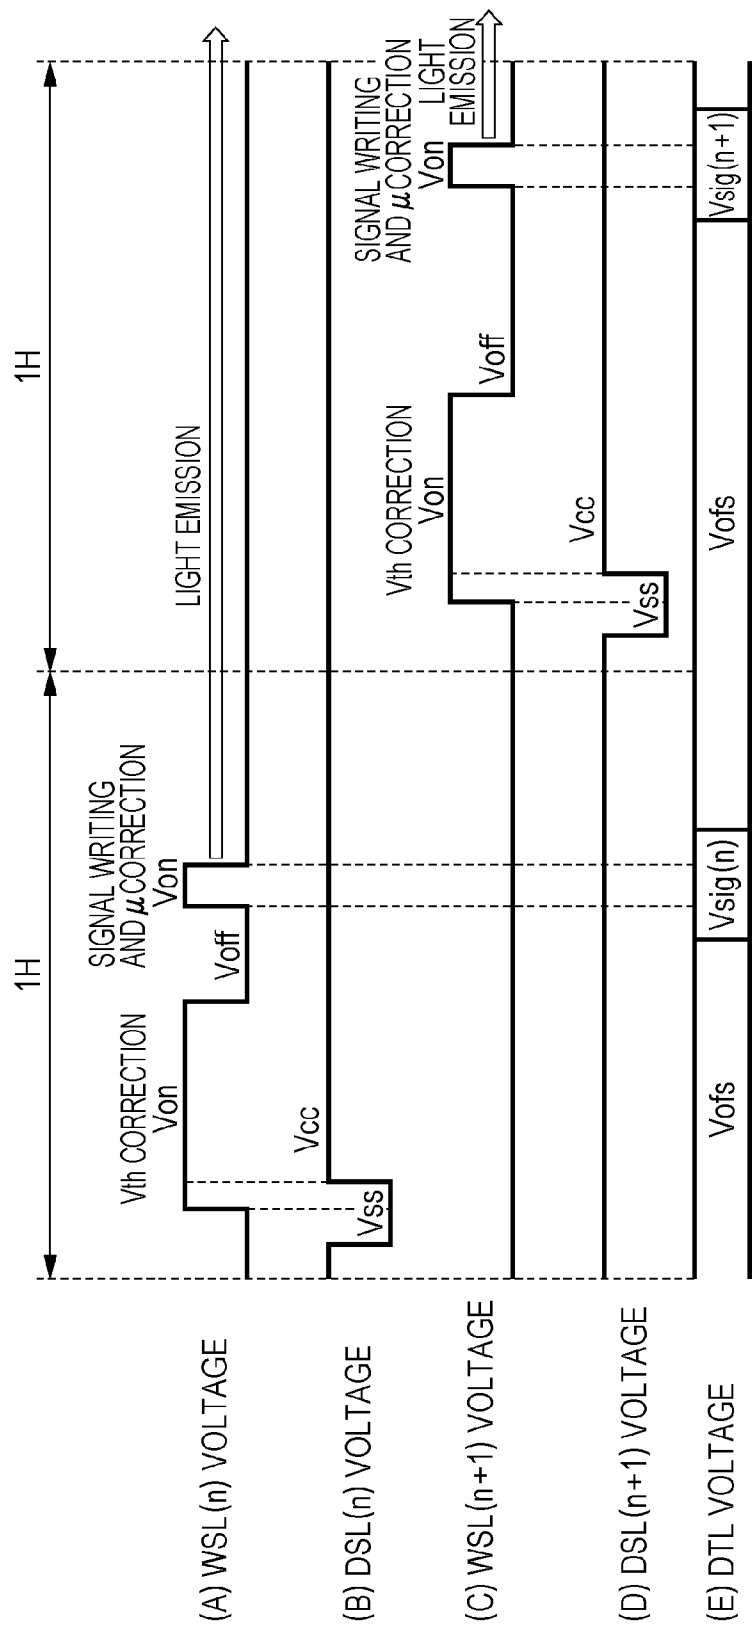 1H
1H
(A) WSL(n) VOLTAGE
Vth CORRECTION
Von
Voff
SIGNAL WRITING
AND μCORRECTION
Von
LIGHT EMISSION
(B) DSL(n) VOLTAGE
Vss
Vcc
(C) WSL(n+1) VOLTAGE
Vth CORRECTION
Von
Voff
SIGNAL WRITING
AND μCORRECTION
Von
LIGHT
EMISSION
(D) DSL(n+1) VOLTAGE
Vss
Vcc
(E) DTL VOLTAGE
Vofs
Vsig(n)
Vofs
Vsig(n+1)